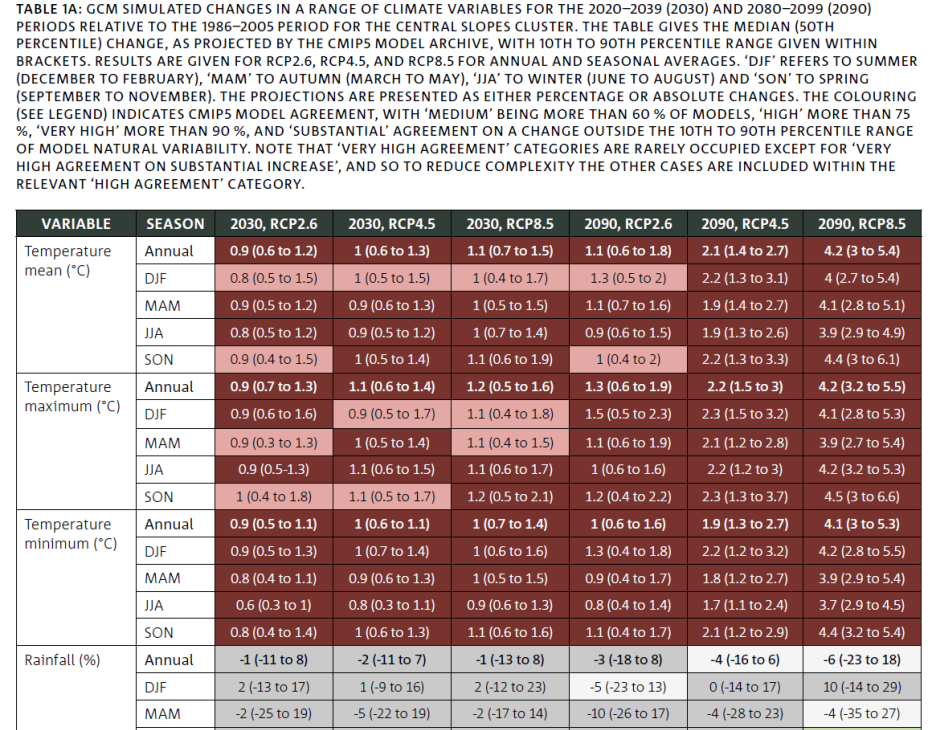 TABLE 1A: GCM SIMULATED CHANGES IN A RANGE OF CLIMATE VARIABLES FOR THE 2020–2039 (2030) AND 2080–2099 (2090)
PERIODS RELATIVE TO THE 1986–2005 PERIOD FOR THE CENTRAL SLOPES CLUSTER. THE TABLE GIVES THE MEDIAN (50TH
PERCENTILE) CHANGE, AS PROJECTED BY THE CMIP5 MODEL ARCHIVE, WITH 10TH TO 90TH PERCENTILE RANGE GIVEN WITHIN
BRACKETS. RESULTS ARE GIVEN FOR RCP2.6, RCP4.5, AND RCP8.5 FOR ANNUAL AND SEASONAL AVERAGES. ‘DJF’ REFERS TO SUMMER
(DECEMBER TO FEBRUARY), ‘MAM’ TO AUTUMN (MARCH TO MAY), ‘JJA’ TO WINTER (JUNE TO AUGUST) AND ‘SON’ TO SPRING
(SEPTEMBER TO NOVEMBER). THE PROJECTIONS ARE PRESENTED AS EITHER PERCENTAGE OR ABSOLUTE CHANGES. THE COLOURING
(SEE LEGEND) INDICATES CMIP5 MODEL AGREEMENT, WITH ‘MEDIUM’ BEING MORE THAN 60 % OF MODELS, ‘HIGH’ MORE THAN 75
%, ‘VERY HIGH’ MORE THAN 90 %, AND ‘SUBSTANTIAL’ AGREEMENT ON A CHANGE OUTSIDE THE 10TH TO 90TH PERCENTILE RANGE
OF MODEL NATURAL VARIABILITY. NOTE THAT ‘VERY HIGH AGREEMENT’ CATEGORIES ARE RARELY OCCUPIED EXCEPT FOR ‘VERY
HIGH AGREEMENT ON SUBSTANTIAL INCREASE’, AND SO TO REDUCE COMPLEXITY THE OTHER CASES ARE INCLUDED WITHIN THE
RELEVANT ‘HIGH AGREEMENT’ CATEGORY.
VARIABLE SEASON 2030, RCP2.6 2030, RCP4.5 2030, RCP8.5 2090, RCP2.6 2090, RCP4.5 2090, RCP8.5
Temperature Annual 0.9 (0.6 to 1.2) 1 (0.6 to 1.3) 1.1 (0.7 to 1.5) 1.1 (0.6 to 1.8) 2.1 (1.4 to 2.7) 4.2 (3 to 5.4)
mean (°C) DJF 0.8 (0.5 to 1.5) 1 (0.5 to 1.5) 1 (0.4 to 1.7) 1.3 (0.5 to 2) 2.2 (1.3 to 3.1) 4 (2.7 to 5.4)
MAM 0.9 (0.5 to 1.2) 0.9 (0.6 to 1.3) 1 (0.5 to 1.5) 1.1 (0.7 to 1.6) 1.9 (1.4 to 2.7) 4.1 (2.8 to 5.1)
JJA 0.8 (0.5 to 1.2) 0.9 (0.5 to 1.2) 1 (0.7 to 1.4) 0.9 (0.6 to 1.5) 1.9 (1.3 to 2.6) 3.9 (2.9 to 4.9)
SON 0.9 (0.4 to 1.5) 1 (0.5 to 1.4) 1.1 (0.6 to 1.9) 1 (0.4 to 2) 2.2 (1.3 to 3.3) 4.4 (3 to 6.1)
Temperature Annual 0.9 (0.7 to 1.3) 1.1 (0.6 to 1.4) 1.2 (0.5 to 1.6) 1.3 (0.6 to 1.9) 2.2 (1.5 to 3) 4.2 (3.2 to 5.5)
maximum (°C) DJF 0.9 (0.6 to 1.6) 0.9 (0.5 to 1.7) 1.1 (0.4 to 1.8) 1.5 (0.5 to 2.3) 2.3 (1.5 to 3.2) 4.1 (2.8 to 5.3)
MAM 0.9 (0.3 to 1.3) 1 (0.5 to 1.4) 1.1 (0.4 to 1.5) 1.1 (0.6 to 1.9) 2.1 (1.2 to 2.8) 3.9 (2.7 to 5.4)
JJA 0.9 (0.5-1.3) 1.1 (0.6 to 1.5) 1.1 (0.6 to 1.7) 1 (0.6 to 1.6) 2.2 (1.2 to 3) 4.2 (3.2 to 5.3)
SON 1 (0.4 to 1.8) 1.1 (0.5 to 1.7) 1.2 (0.5 to 2.1) 1.2 (0.4 to 2.2) 2.3 (1.3 to 3.7) 4.5 (3 to 6.6)
Temperature Annual 0.9 (0.5 to 1.1) 1 (0.6 to 1.1) 1 (0.7 to 1.4) 1 (0.6 to 1.6) 1.9 (1.3 to 2.7) 4.1 (3 to 5.3)
minimum (°C) DJF 0.9 (0.5 to 1.3) 1 (0.7 to 1.4) 1 (0.6 to 1.6) 1.3 (0.4 to 1.8) 2.2 (1.2 to 3.2) 4.2 (2.8 to 5.5)
MAM 0.8 (0.4 to 1.1) 0.9 (0.6 to 1.3) 1 (0.5 to 1.5) 0.9 (0.4 to 1.7) 1.8 (1.2 to 2.7) 3.9 (2.9 to 5.4)
JJA 0.6 (0.3 to 1) 0.8 (0.3 to 1.1) 0.9 (0.6 to 1.3) 0.8 (0.4 to 1.4) 1.7 (1.1 to 2.4) 3.7 (2.9 to 4.5)
SON 0.8 (0.4 to 1.4) 1 (0.6 to 1.3) 1.1 (0.6 to 1.6) 1.1 (0.4 to 1.7) 2.1 (1.2 to 2.9) 4.4 (3.2 to 5.4)
Rainfall (%) Annual -1 (-11 to 8) -2 (-11 to 7) -1 (-13 to 8) -3 (-18 to 8) -4 (-16 to 6) -6 (-23 to 18)
DJF 2 (-13 to 17) 1 (-9 to 16) 2 (-12 to 23) -5 (-23 to 13) 0 (-14 to 17) 10 (-14 to 29)
MAM -2 (-25 to 19) -5 (-22 to 19) -2 (-17 to 14) -10 (-26 to 17) -4 (-28 to 23) -4 (-35 to 27)